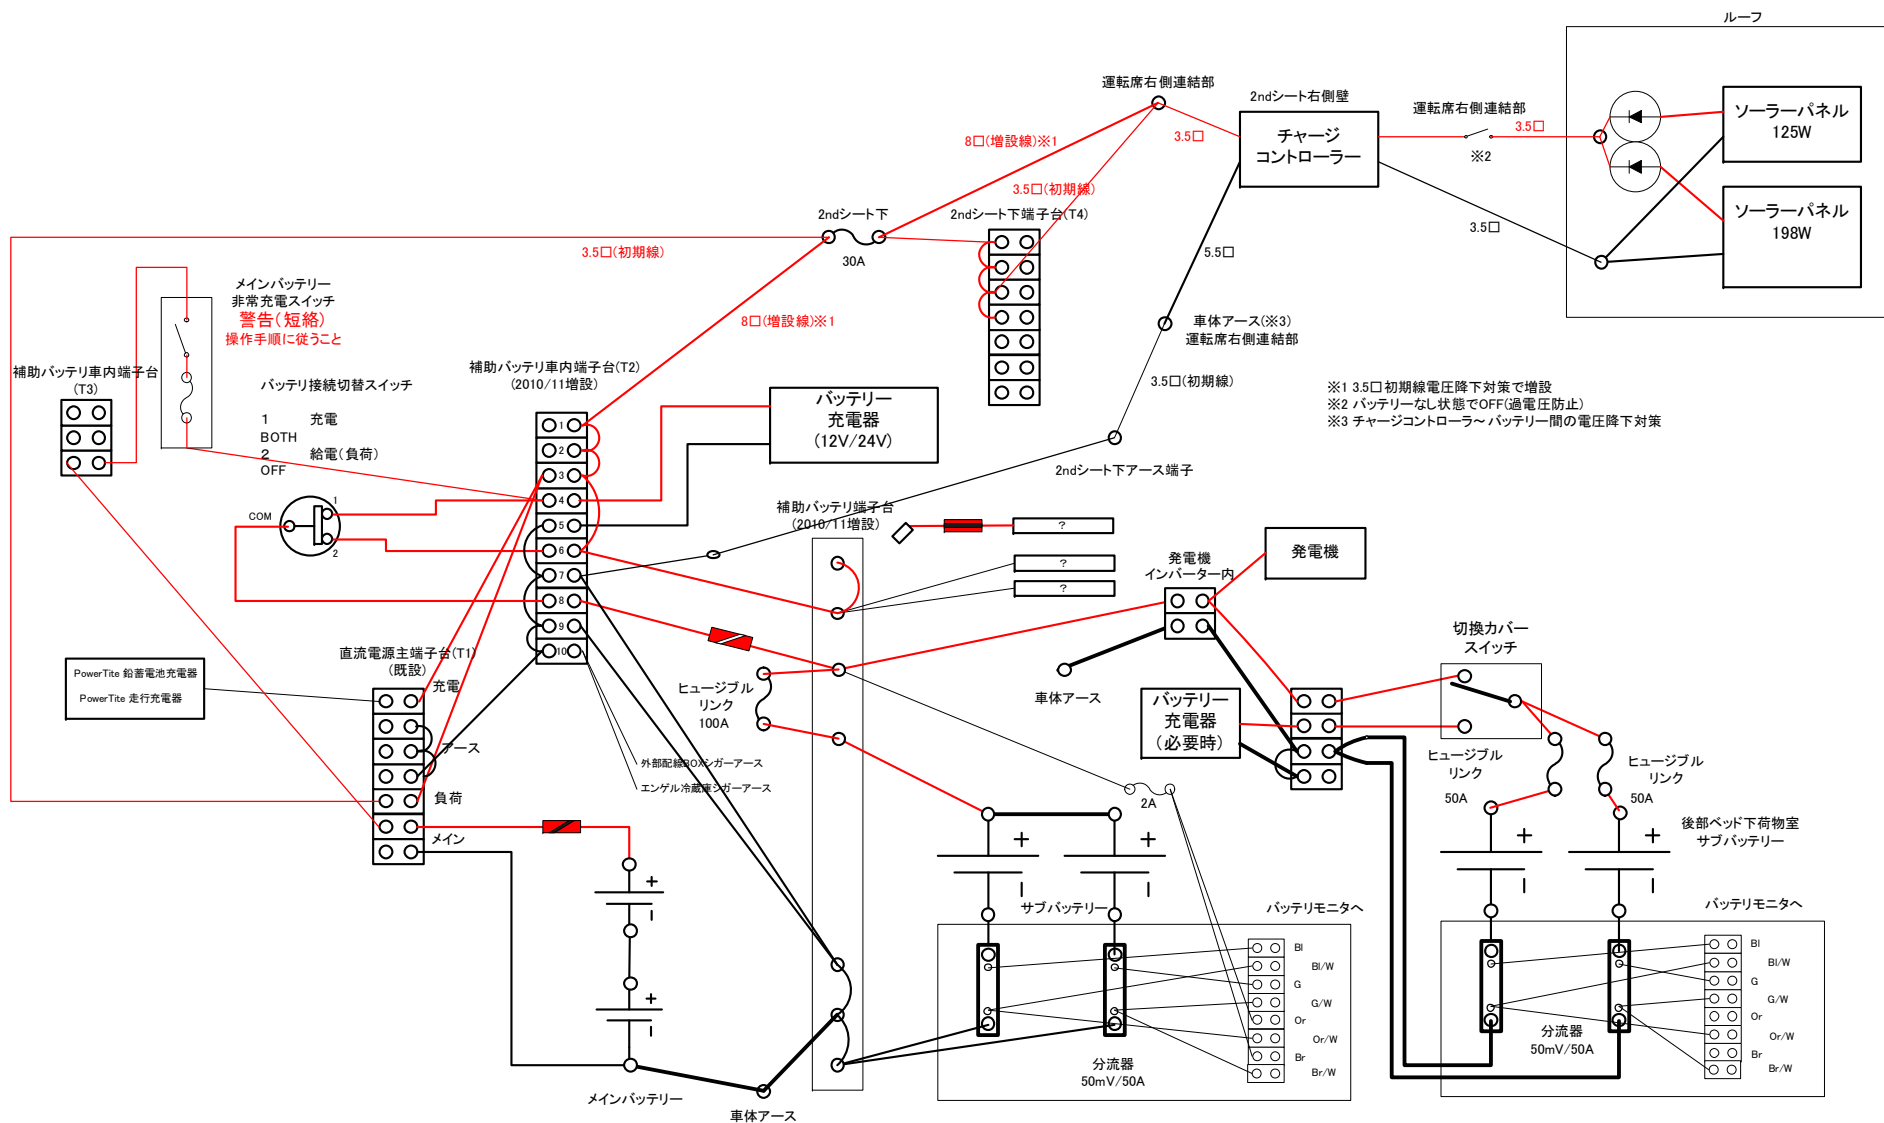 ルーフ
運転席右側連結部
2ndシート右側壁
チャージ
コントローラー
運転席右側連結部
3.5□
※2
ソーラーパネル
125W
ソーラーパネル
198W
3.5□
3.5□
8□(増設線)※1
3.5□(初期線)
2ndシート下
30A
2ndシート下端子台(T4)
5.5□
3.5□(初期線)
8□(増設線)※1
車体アース(※3)
運転席右側連結部
3.5□(初期線)
2ndシート下アース端子
※1 3.5□初期線電圧降下対策で増設
※2 バッテリーなし状態でOFF(過電圧防止)
※3 チャージコントローラ～バッテリー間の電圧降下対策
メインバッテリー
非常充電スイッチ
警告(短絡)
操作手順に従うこと
補助バッテリ車内端子台
(T3)
バッテリ接続切替スイッチ
1 充電
BOTH
2 給電(負荷)
OFF
COM
1
2
補助バッテリ車内端子台(T2)
(2010/11増設)
1
2
3
4
5
6
7
8
9
10
バッテリー
充電器
(12V/24V)
補助バッテリ端子台
(2010/11増設)
?
?
?
発電機
インバーター内
発電機
車体アース
バッテリー
充電器
(必要時)
切換カバー
スイッチ
ヒュージブル
リンク
50A
ヒュージブル
リンク
50A
後部ベッド下荷物室
サブバッテリー
PowerTite 鉛蓄電池充電器
PowerTite 走行充電器
直流電源主端子台(T1)
(既設)
充電
アース
負荷
メイン
ヒュージブル
リンク
100A
外部配線BOXシガーアース
エンゲル冷蔵庫シガーアース
2A
+
+
+
+
+
+
サブバッテリー
バッテリモニタへ
Bl
Bl/W
G
G/W
Or
Or/W
Br
Br/W
分流器
50mV/50A
バッテリモニタへ
Bl
Bl/W
G
G/W
Or
Or/W
Br
Br/W
分流器
50mV/50A
メインバッテリー
車体アース